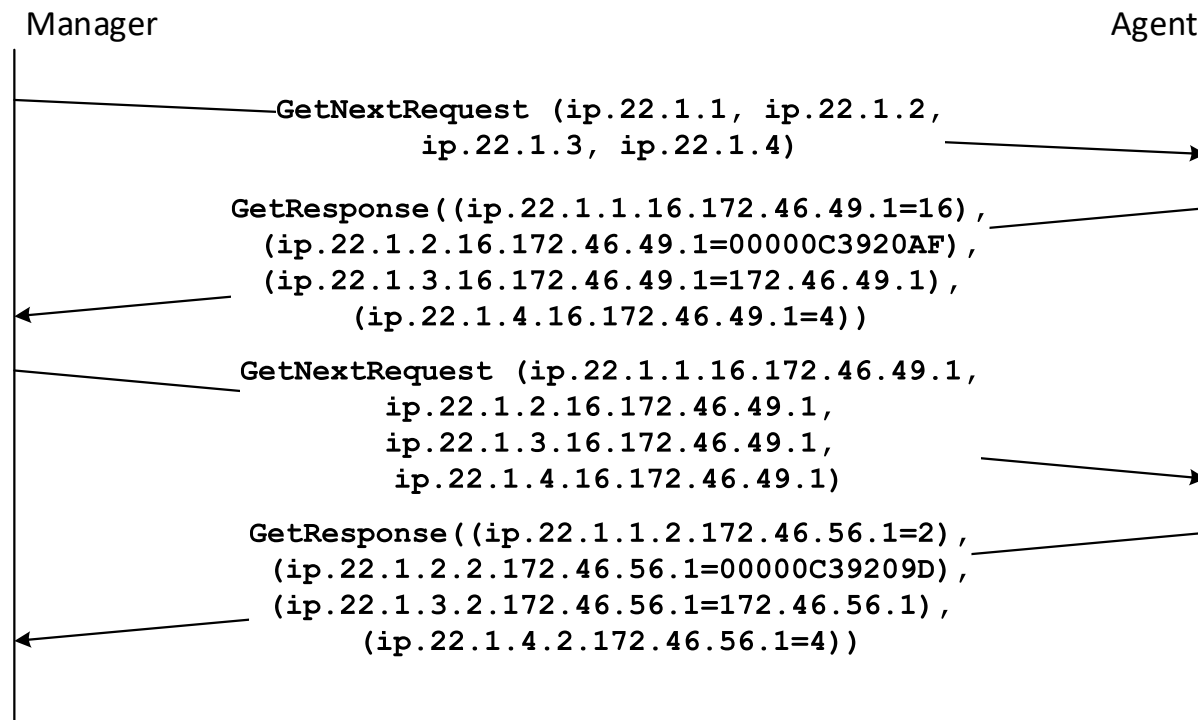 Manager
Agent
GetNextRequest (ip.22.1.1, ip.22.1.2,
ip.22.1.3, ip.22.1.4)
GetResponse((ip.22.1.1.16.172.46.49.1=16),
(ip.22.1.2.16.172.46.49.1=00000C3920AF),
(ip.22.1.3.16.172.46.49.1=172.46.49.1),
(ip.22.1.4.16.172.46.49.1=4))
GetNextRequest (ip.22.1.1.16.172.46.49.1,
ip.22.1.2.16.172.46.49.1,
ip.22.1.3.16.172.46.49.1,
ip.22.1.4.16.172.46.49.1)
GetResponse((ip.22.1.1.2.172.46.56.1=2),
(ip.22.1.2.2.172.46.56.1=00000C39209D),
(ip.22.1.3.2.172.46.56.1=172.46.56.1),
(ip.22.1.4.2.172.46.56.1=4))